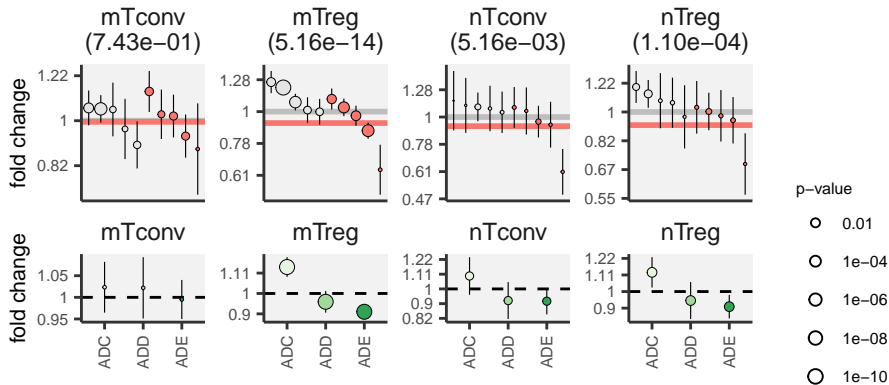 mTconv
(7.43e−01)
mTreg
(5.16e−14)
nTconv
(5.16e−03)
nTreg
(1.10e−04)
fold change
1.22
1
0.82
1.28
1
0.78
0.61
1.28
1
0.78
0.61
0.47
1.22
1
0.82
0.67
0.55
mTconv
mTreg
nTconv
nTreg
fold change
1.05
1
0.95
1.11
1
0.9
1.22
1.11
1
0.9
0.82
1.22
1.11
1
0.9
ADC
ADD
ADE
ADC
ADD
ADE
ADC
ADD
ADE
ADC
ADD
ADE
p−value
0.01
1e−04
1e−06
1e−08
1e−10